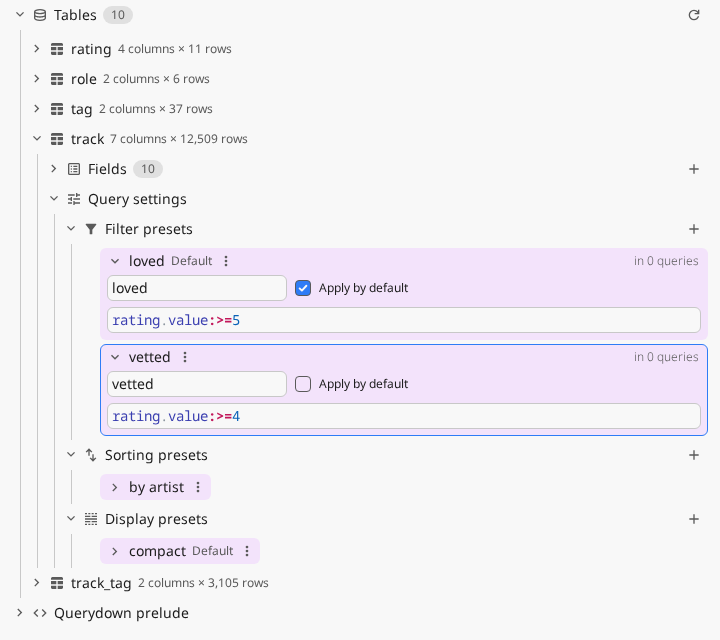 Tables 10
rating 4 columns × 11 rows
role 2 columns × 6 rows
tag 2 columns × 37 rows
track 7 columns × 12,509 rows
Fields 10
Query settings
Filter presets
loved Default in 0 queries
loved Apply by default
rating.value:>=5
vetted in 0 queries
vetted Apply by default
rating.value:>=4
Sorting presets
by artist
Display presets
compact Default
track_tag 2 columns × 3,105 rows
Querydown prelude